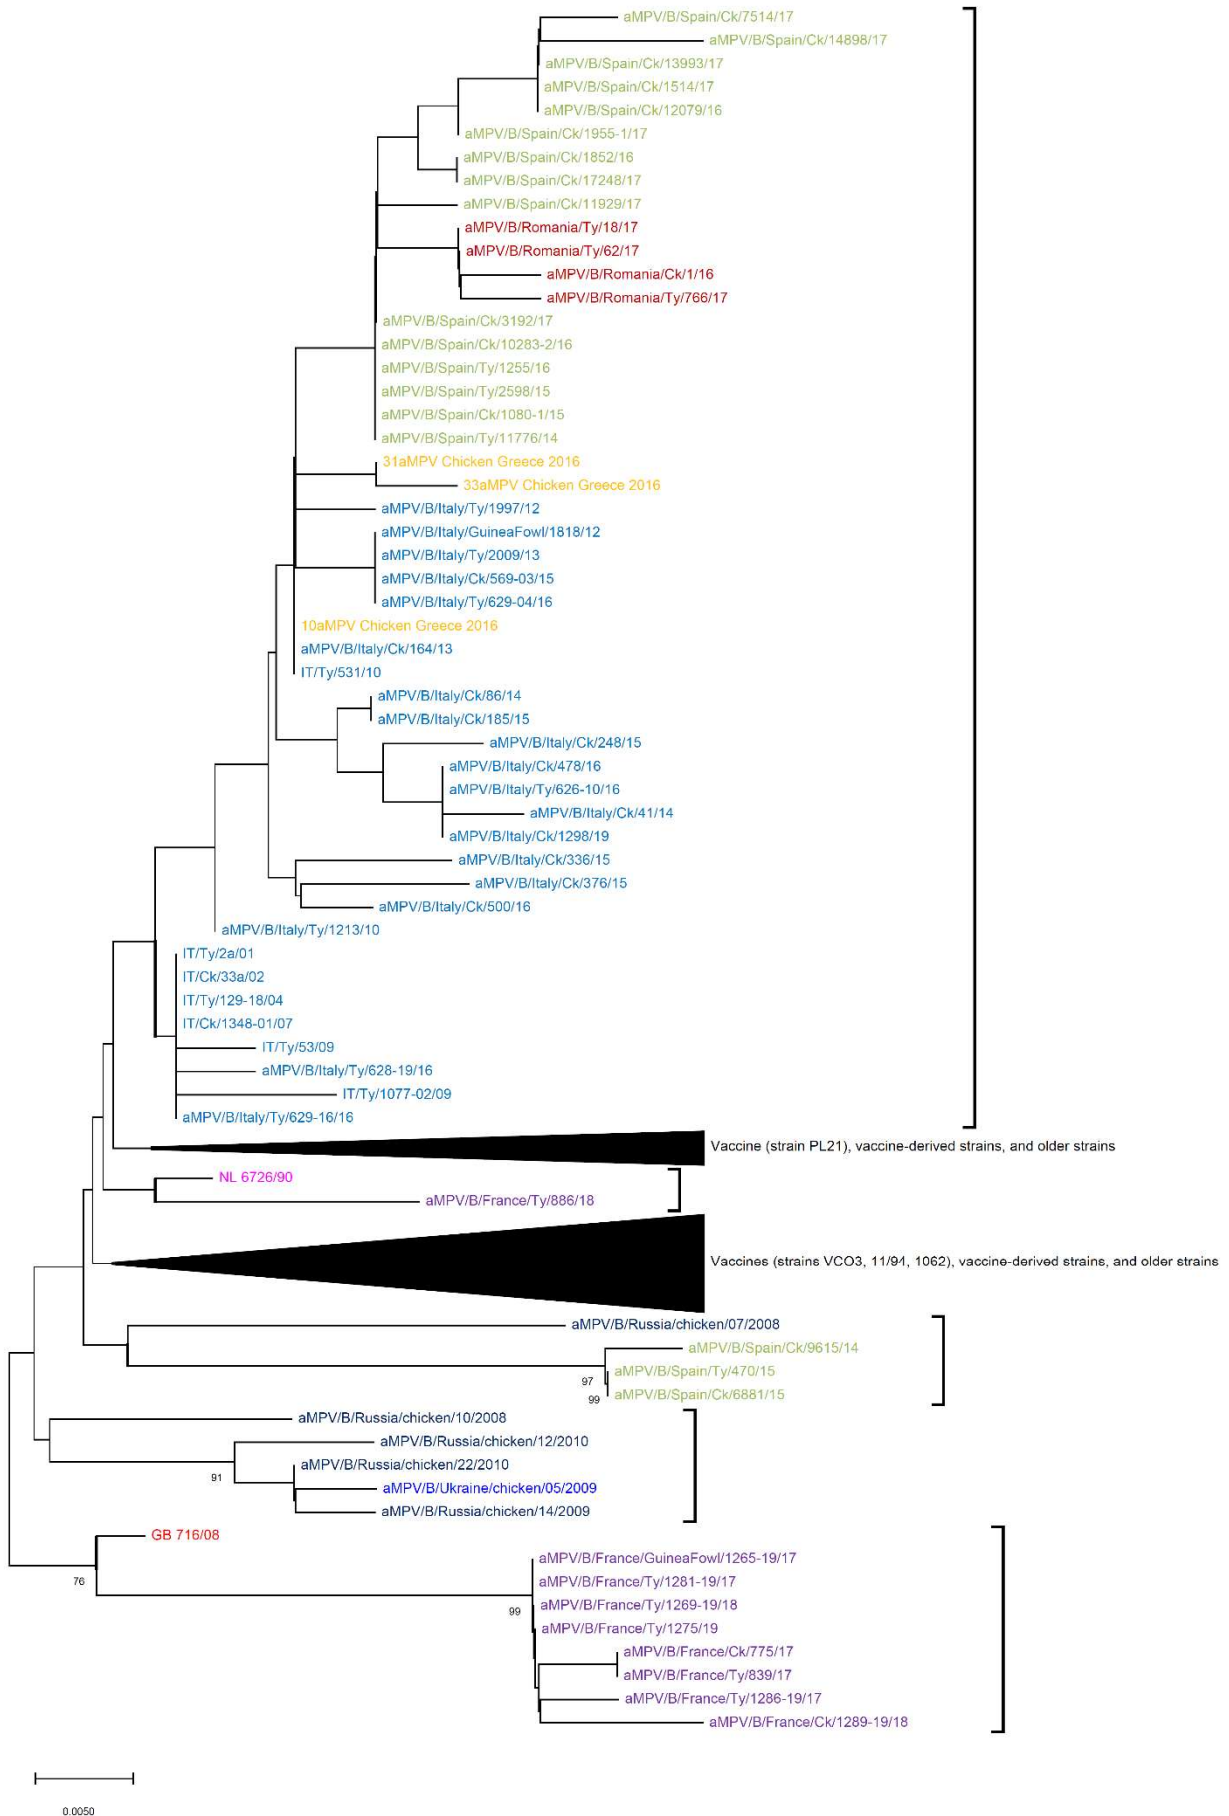 aMPV/B/Spain/Ck/7514/17
aMPV/B/Spain/Ck/14898/17
aMPV/B/Spain/Ck/13993/17
aMPV/B/Spain/Ck/1514/17
aMPV/B/Spain/Ck/12079/16
aMPV/B/Spain/Ck/1955-1/17
aMPV/B/Spain/Ck/1852/16
aMPV/B/Spain/Ck/17248/17
aMPV/B/Spain/Ck/11929/17
aMPV/B/Romania/Ty/18/17
aMPV/B/Romania/Ty/62/17
aMPV/B/Romania/Ck/1/16
aMPV/B/Romania/Ty/766/17
aMPV/B/Spain/Ck/3192/17
aMPV/B/Spain/Ck/10283-2/16
aMPV/B/Spain/Ty/1255/16
aMPV/B/Spain/Ty/2598/15
aMPV/B/Spain/Ck/1080-1/15
aMPV/B/Spain/Ty/11776/14
31aMPV Chicken Greece 2016
33aMPV Chicken Greece 2016
aMPV/B/Italy/Ty/1997/12
aMPV/B/Italy/GuineaFowl/1818/12
aMPV/B/Italy/Ty/2009/13
aMPV/B/Italy/Ck/569-03/15
aMPV/B/Italy/Ty/629-04/16
10aMPV Chicken Greece 2016
aMPV/B/Italy/Ck/164/13
IT/Ty/531/10
aMPV/B/Italy/Ck/86/14
aMPV/B/Italy/Ck/185/15
aMPV/B/Italy/Ck/248/15
aMPV/B/Italy/Ck/478/16
aMPV/B/Italy/Ty/626-10/16
aMPV/B/Italy/Ck/41/14
aMPV/B/Italy/Ck/1298/19
aMPV/B/Italy/Ck/336/15
aMPV/B/Italy/Ck/376/15
aMPV/B/Italy/Ck/500/16
aMPV/B/Italy/Ty/1213/10
IT/Ty/2a/01
IT/Ck/33a/02
IT/Ty/129-18/04
IT/Ck/1348-01/07
IT/Ty/53/09
aMPV/B/Italy/Ty/628-19/16
IT/Ty/1077-02/09
aMPV/B/Italy/Ty/629-16/16
Vaccine (strain PL21), vaccine-derived strains, and older strains
NL 6726/90
aMPV/B/France/Ty/886/18
Vaccines (strains VCO3, 11/94, 1062), vaccine-derived strains, and older strains
aMPV/B/Russia/chicken/07/2008
aMPV/B/Spain/Ck/9615/14
aMPV/B/Spain/Ty/470/15
97
aMPV/B/Spain/Ck/6881/15
99
aMPV/B/Russia/chicken/10/2008
aMPV/B/Russia/chicken/12/2010
aMPV/B/Russia/chicken/22/2010
91
aMPV/B/Ukraine/chicken/05/2009
aMPV/B/Russia/chicken/14/2009
GB 716/08
aMPV/B/France/GuineaFowl/1265-19/17
76
aMPV/B/France/Ty/1281-19/17
aMPV/B/France/Ty/1269-19/18
99
aMPV/B/France/Ty/1275/19
aMPV/B/France/Ck/775/17
aMPV/B/France/Ty/839/17
aMPV/B/France/Ty/1286-19/17
aMPV/B/France/Ck/1289-19/18
0.0050